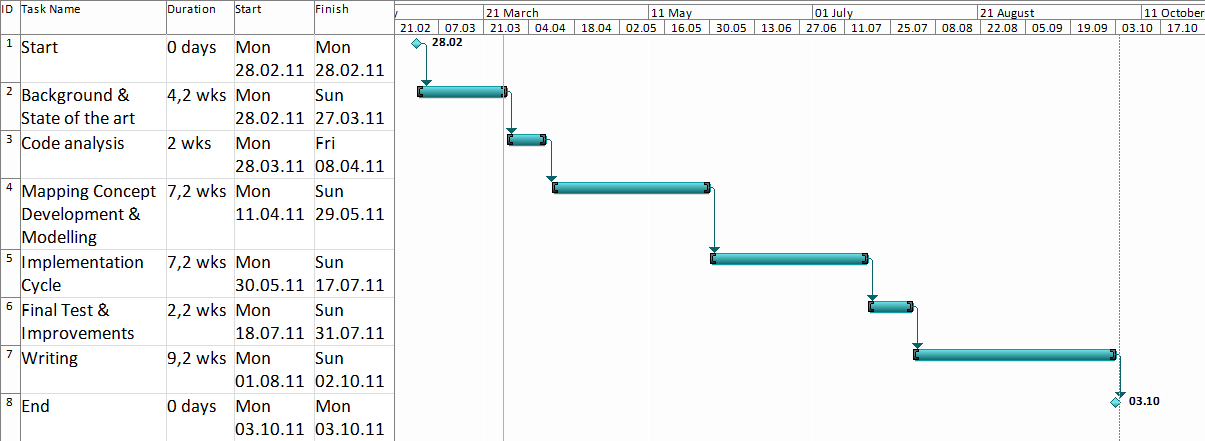 ID Task Name Duration Start Finish
y 21 March 11 May 01 July 21 August 11 October
21.02 07.03 21.03 04.04 18.04 02.05 16.05 30.05 13.06 27.06 11.07 25.07 08.08 22.08 05.09 19.09 03.10 17.10
1 Start 0 days Mon Mon
28.02.11 28.02.11
28.02
2 Background & 4,2 wks Mon Sun
State of the art 28.02.11 27.03.11
3 Code analysis 2 wks Mon Fri
28.03.11 08.04.11
4 Mapping Concept 7,2 wks Mon Sun
Development & 11.04.11 29.05.11
Modelling
5 Implementation 7,2 wks Mon Sun
Cycle 30.05.11 17.07.11
6 Final Test & 2,2 wks Mon Sun
Improvements 18.07.11 31.07.11
7 Writing 9,2 wks Mon Sun
01.08.11 02.10.11
8 End 0 days Mon Mon
03.10.11 03.10.11
03.10